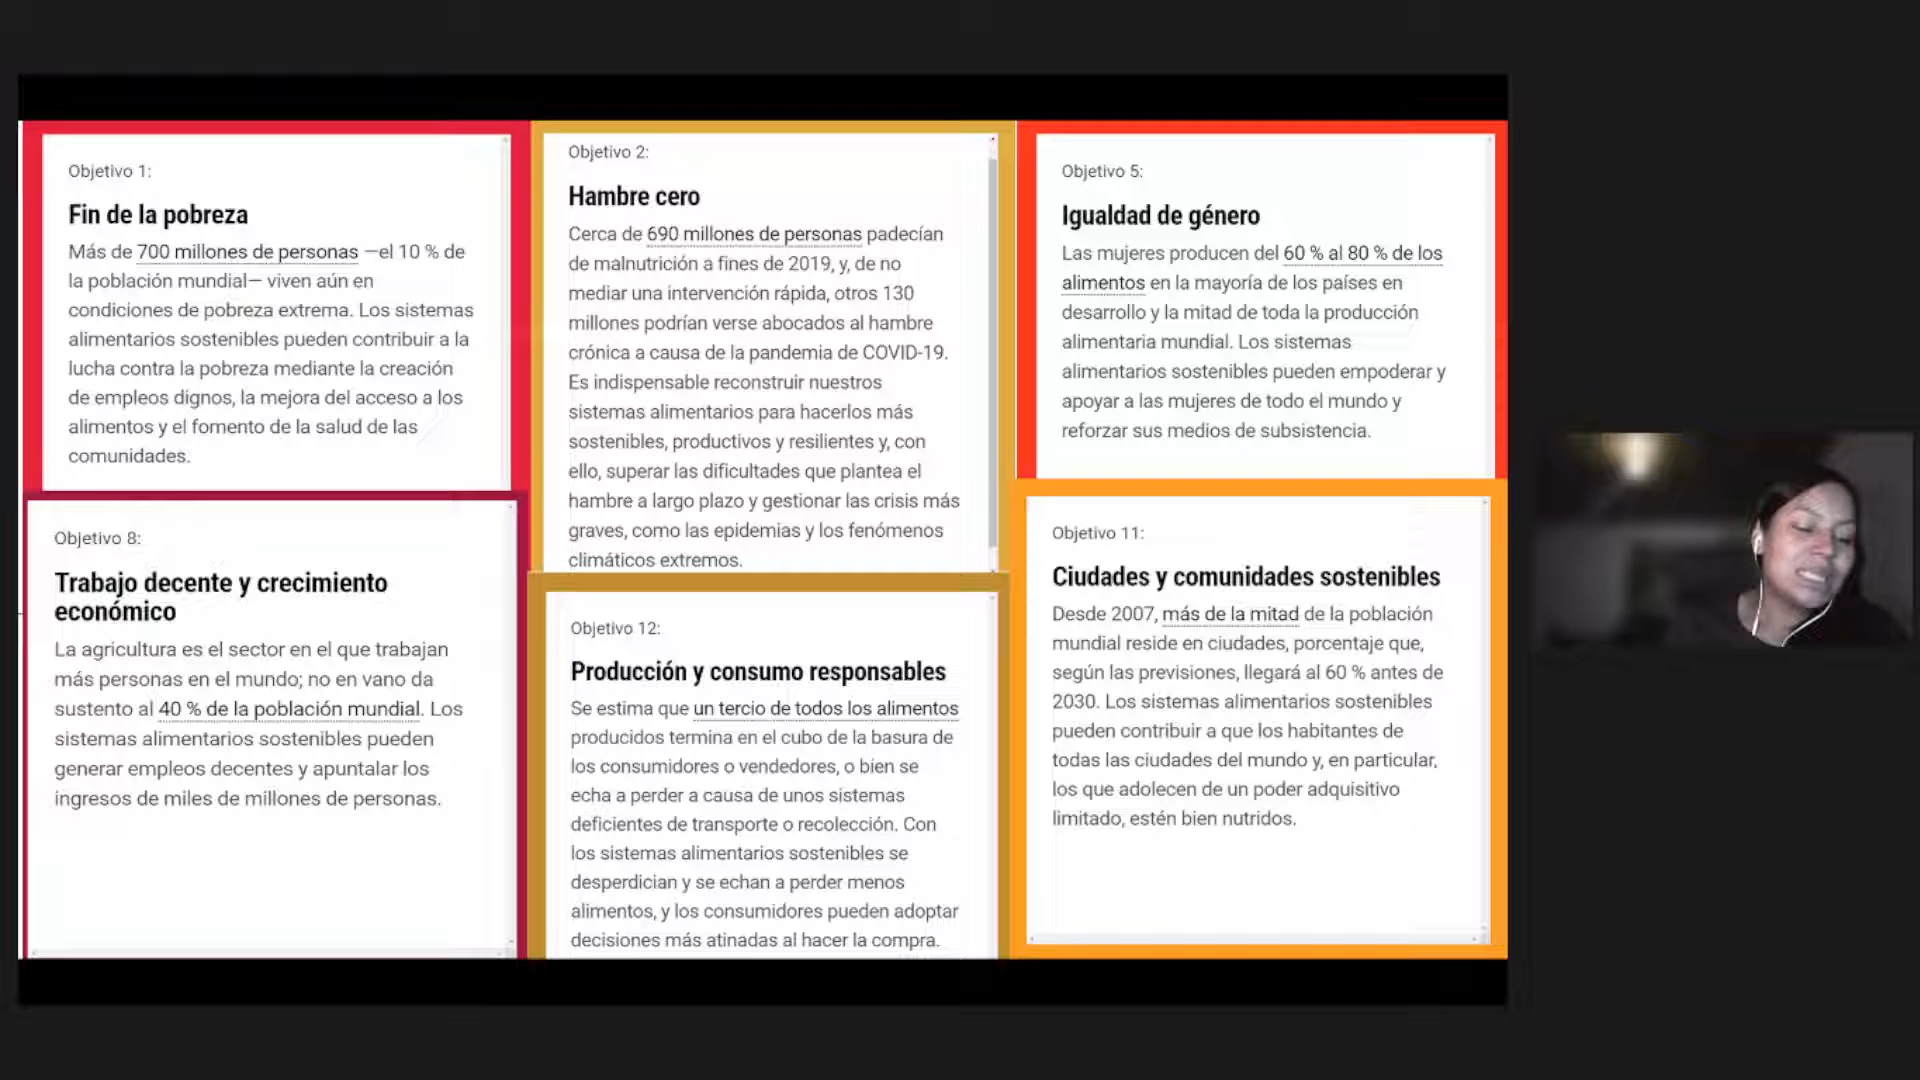 Objetivo 1:
Fin de la pobreza
Más de 700 millones de personas —el 10 % de
la población mundial— viven aún en
condiciones de pobreza extrema. Los sistemas
alimentarios sostenibles pueden contribuir a la
lucha contra la pobreza mediante la creación
de empleos dignos, la mejora del acceso a los
alimentos y el fomento de la salud de las
comunidades.
Objetivo 2:
Hambre cero
Cerca de 690 millones de personas padecían
de malnutrición a fines de 2019, y, de no
mediar una intervención rápida, otros 130
millones podrían verse abocados al hambre
crónica a causa de la pandemia de COVID-19.
Es indispensable reconstruir nuestros
sistemas alimentarios para hacerlos más
sostenibles, productivos y resilientes y, con
ello, superar las dificultades que plantea el
hambre a largo plazo y gestionar las crisis más
graves, como las epidemias y los fenómenos
climáticos extremos.
Objetivo 5:
Igualdad de género
Las mujeres producen del 60 % al 80 % de los
alimentos en la mayoría de los países en
desarrollo y la mitad de toda la producción
alimentaria mundial. Los sistemas
alimentarios sostenibles pueden empoderar y
apoyar a las mujeres de todo el mundo y
reforzar sus medios de subsistencia.
Objetivo 8:
Trabajo decente y crecimiento
económico
La agricultura es el sector en el que trabajan
más personas en el mundo; no en vano da
sustento al 40 % de la población mundial. Los
sistemas alimentarios sostenibles pueden
generar empleos decentes y apuntalar los
ingresos de miles de millones de personas.
Objetivo 12:
Producción y consumo responsables
Se estima que un tercio de todos los alimentos
producidos termina en el cubo de la basura de
los consumidores o vendedores, o bien se
echa a perder a causa de unos sistemas
deficientes de transporte o recolección. Con
los sistemas alimentarios sostenibles se
desperdician y se echan a perder menos
alimentos, y los consumidores pueden adoptar
decisiones más atinadas al hacer la compra.
Objetivo 11:
Ciudades y comunidades sostenibles
Desde 2007, más de la mitad de la población
mundial reside en ciudades, porcentaje que,
según las previsiones, llegará al 60 % antes de
2030. Los sistemas alimentarios sostenibles
pueden contribuir a que los habitantes de
todas las ciudades del mundo y, en particular,
los que adolecen de un poder adquisitivo
limitado, estén bien nutridos.